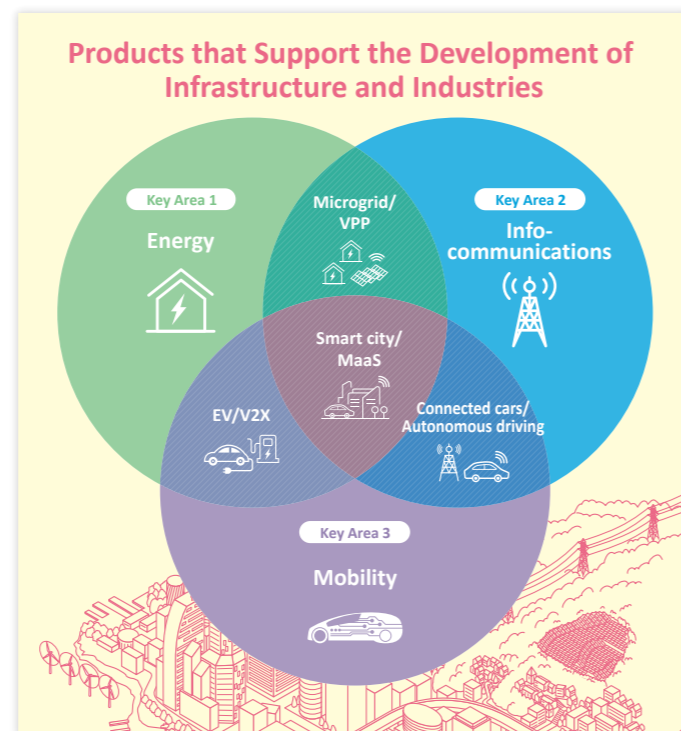 Products that Support the Development of
Infrastructure and Industries
Key Area 1
Energy
Microgrid/
VPP
Key Area 2
Info-
communications
Smart city/
MaaS
EV/V2X
Connected cars/
Autonomous driving
Key Area 3
Mobility